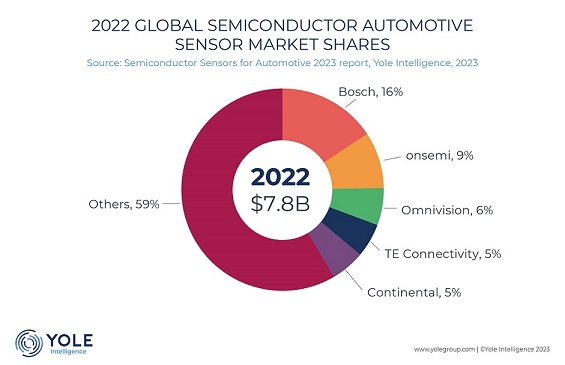 2022 GLOBAL SEMICONDUCTOR AUTOMOTIVE
SENSOR MARKET SHARES
Source: Semiconductor Sensors for Automotive 2023 report, Yole Intelligence, 2023
Bosch, 16%
onsemi, 9%
2022
$7.8B
Others, 59%
Omnivision, 6%
TE Connectivity, 5%
Continental, 5%
YOLE
Intelligence
www.yolegroup.com | ©Yole Intelligence 2023